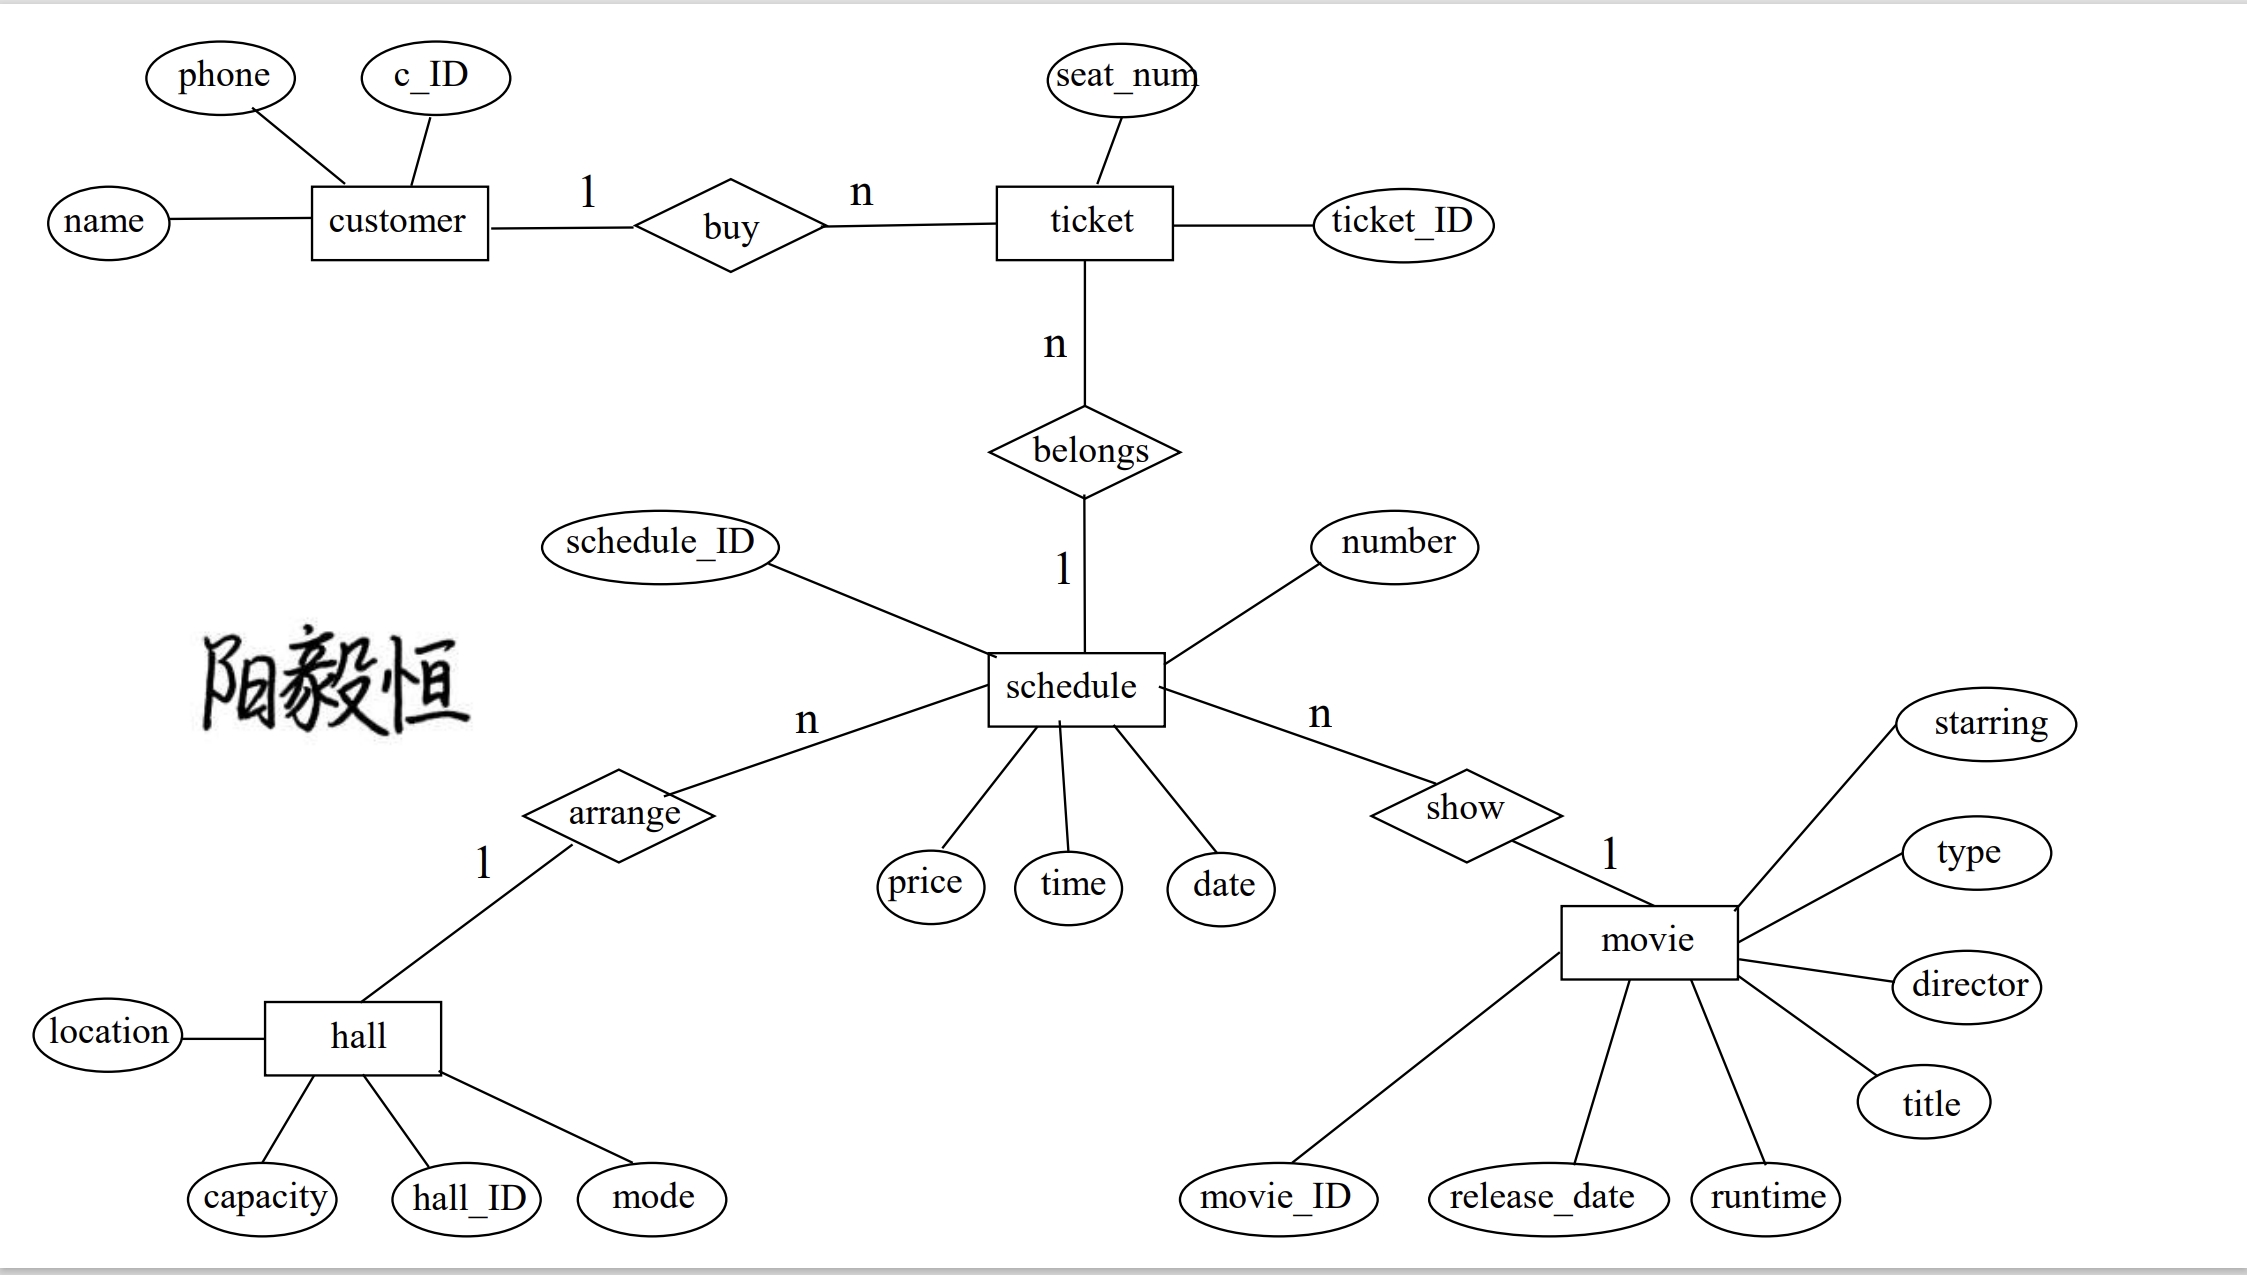 phone
c_ID
seat_num
name
customer
1
buy
n
ticket
ticket_ID
n
belongs
schedule_ID
number
1
阳毅恒
schedule
n
n
starring
arrange
show
1
price
time
date
1
type
movie
director
location
hall
title
capacity
hall_ID
mode
movie_ID
release_date
runtime